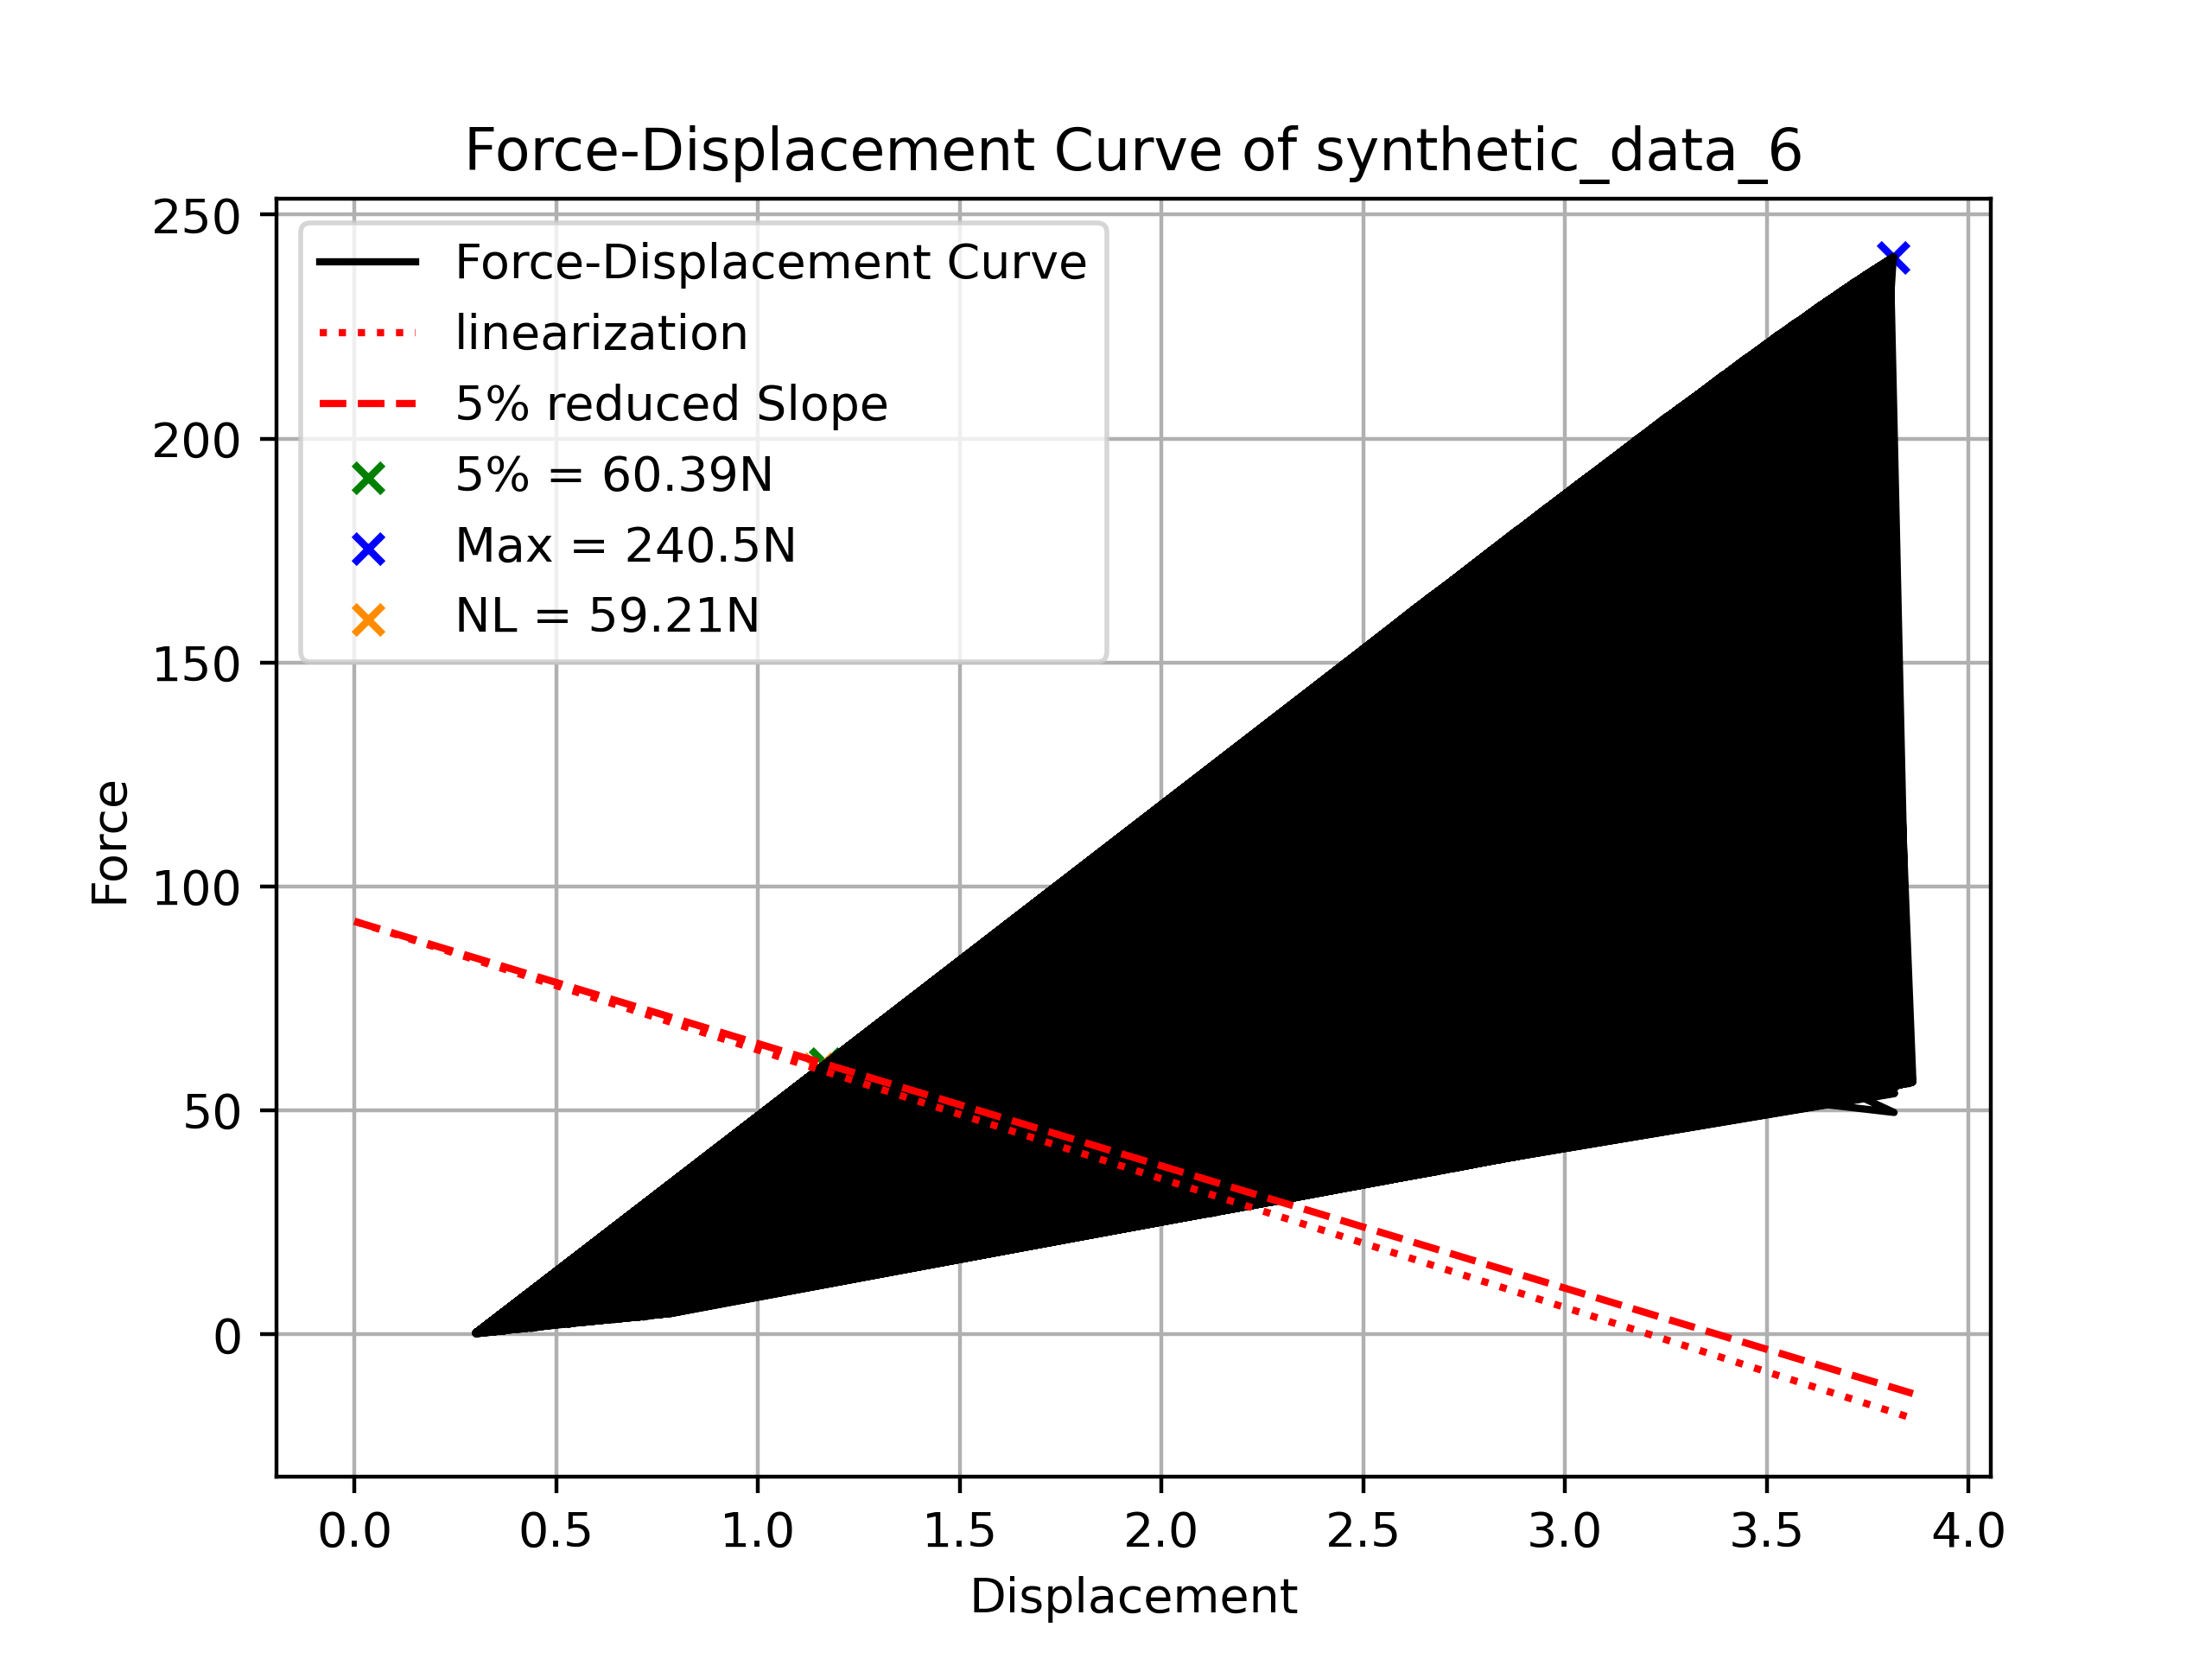 Force-Displacement Curve of synthetic_data_6
250
200
150
100
50
0
Force
Force-Displacement Curve
linearization
5% reduced Slope
5% = 60.39N
Max = 240.5N
NL = 59.21N
0.0 0.5 1.0 1.5 2.0 2.5 3.0 3.5 4.0
Displacement